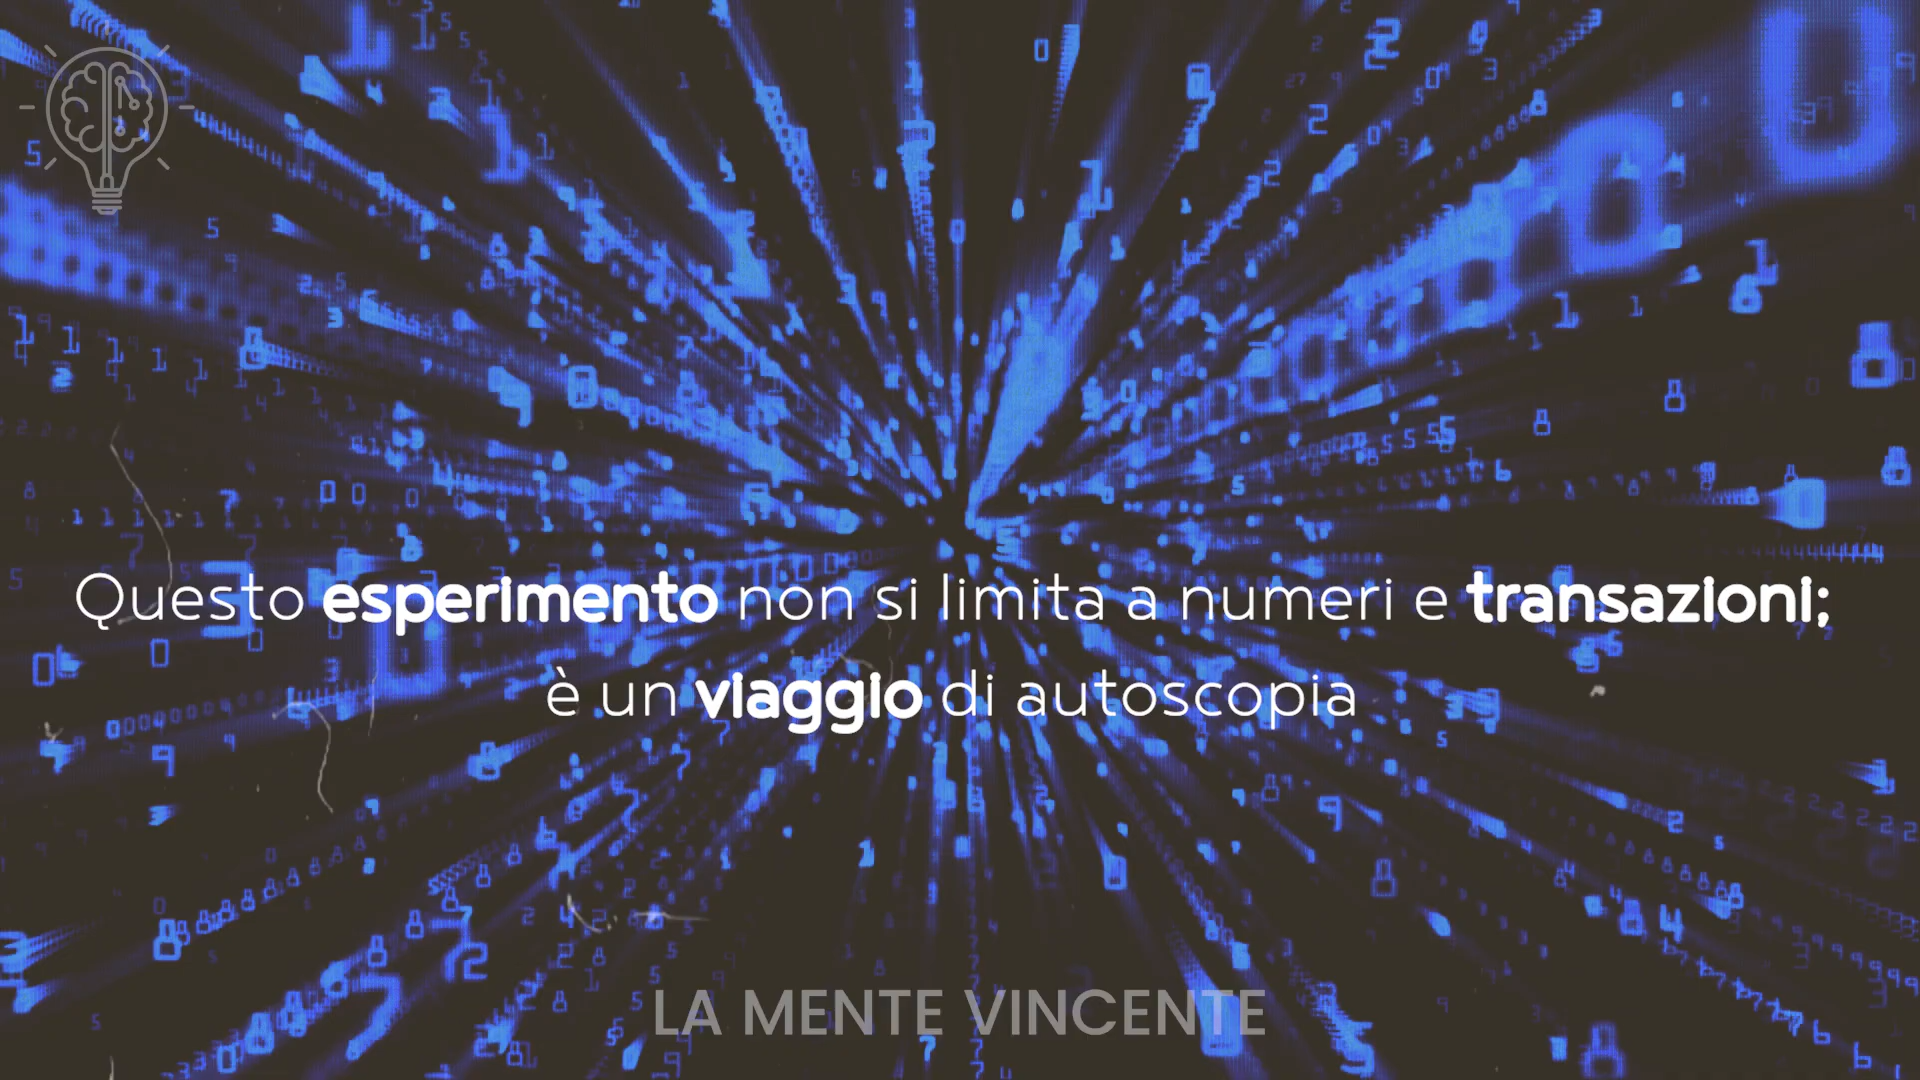 Questo esperimento non si limita a numeri e transazioni;
è un viaggio di autoscopia
LA MENTE VINCENTE